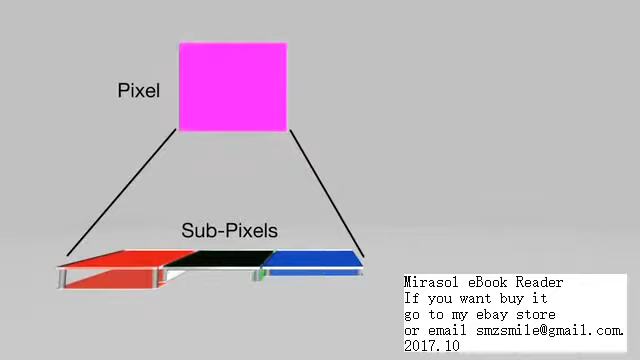 Pixel
Sub-Pixels
Mirasol eBook Reader
If you want buy it
go to my ebay store
or email smzsmile@gmail.com.
2017.10